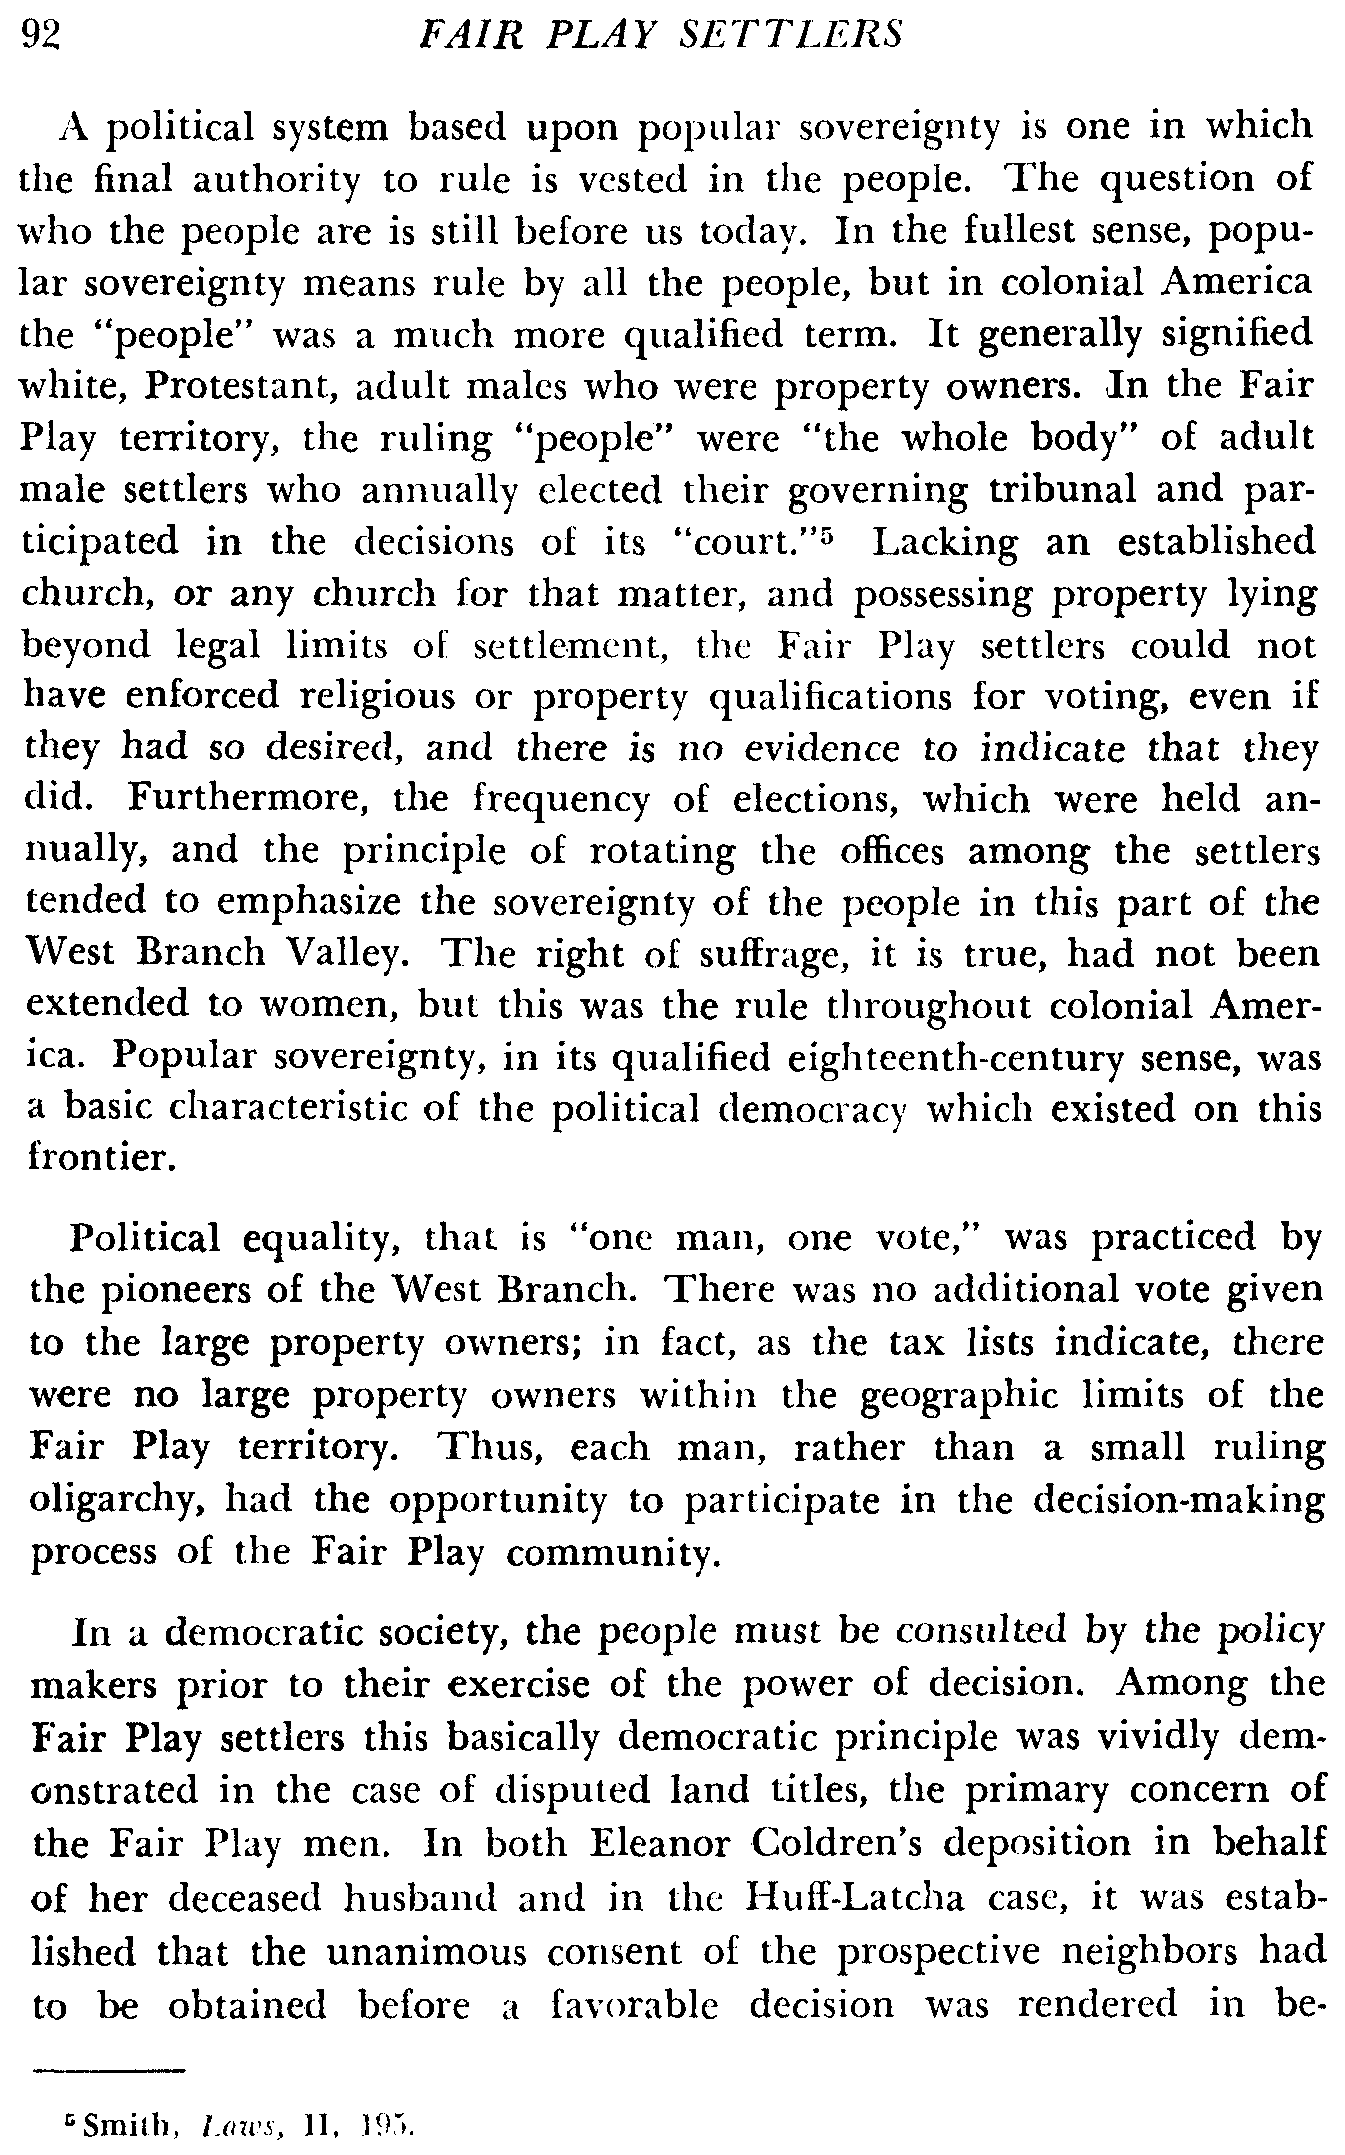 92 FAIR PLAY SETTLERS
A political system based upon popular sovereignty is one in which
the final authority to rule is vested in the people. The question of
who the people are is still before us today. In the fullest sense, popu-
lar sovereignty means rule by all the people, but in colonial America
the “people” was a much more qualified term. It generally signified
white, Protestant, adult males who were property owners. In the Fair
Play territory, the ruling “people” were “the whole body” of adult
male settlers who annually elected their governing tribunal and par-
ticipated in the decisions of its “court.”⁵ Lacking an established
church, or any church for that matter, and possessing property lying
beyond legal limits of settlement, the Fair Play settlers could not
have enforced religious or property qualifications for voting, even if
they had so desired, and there is no evidence to indicate that they
did. Furthermore, the frequency of elections, which were held an-
nually, and the principle of rotating the offices among the settlers
tended to emphasize the sovereignty of the people in this part of the
West Branch Valley. The right of suffrage, it is true, had not been
extended to women, but this was the rule throughout colonial Amer-
ica. Popular sovereignty, in its qualified eighteenth-century sense, was
a basic characteristic of the political democracy which existed on this
frontier.
Political equality, that is “one man, one vote,” was practiced by
the pioneers of the West Branch. There was no additional vote given
to the large property owners; in fact, as the tax lists indicate, there
were no large property owners within the geographic limits of the
Fair Play territory. Thus, each man, rather than a small ruling
oligarchy, had the opportunity to participate in the decision-making
process of the Fair Play community.
In a democratic society, the people must be consulted by the policy
makers prior to their exercise of the power of decision. Among the
Fair Play settlers this basically democratic principle was vividly dem-
onstrated in the case of disputed land titles, the primary concern of
the Fair Play men. In both Eleanor Coldren’s deposition in behalf
of her deceased husband and in the Huff-Latcha case, it was estab-
lished that the unanimous consent of the prospective neighbors had
to be obtained before a favorable decision was rendered in be-
⁵ Smith, Laws, II, 195.